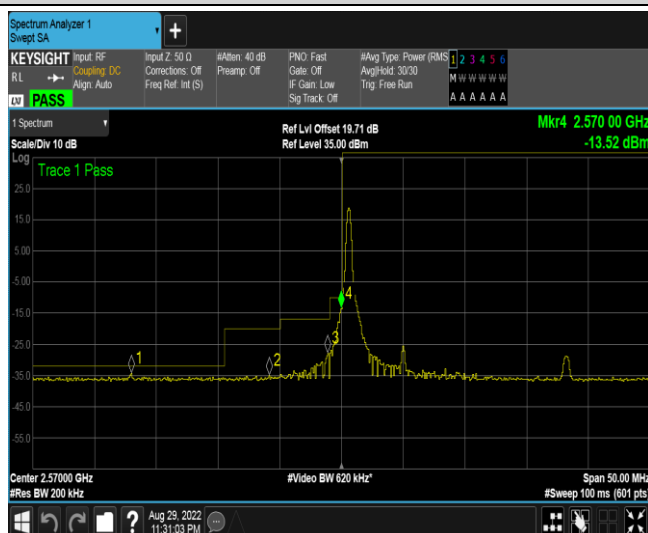 Spectrum Analyzer 1
Swept SA
+
KEYSIGHT
RL
LXI PASS
Input: RF
Coupling: DC
Align: Auto
Input Z: 50 Ω
Corrections: Off
Freq Ref: Int (S)
#Atten: 40 dB
Preamp: Off
PNO: Fast
Gate: Off
IF Gain: Low
Sig Track: Off
#Avg Type: Power (RMS
Avg|Hold: 30/30
Trig: Free Run
1 2 3 4 5 6
M W W W W W
A A A A A A
1 Spectrum
Scale/Div 10 dB
Ref Lvl Offset 19.71 dB
Ref Level 35.00 dBm
Mkr4 2.570 00 GHz
-13.52 dBm
Log
Trace 1 Pass
25.0
15.0
5.00
-5.00
-15.0
-25.0
-35.0
-45.0
-55.0
1
2
3
4
Center 2.57000 GHz
#Res BW 200 kHz
#Video BW 620 kHz*
Span 50.00 MHz
#Sweep 100 ms (601 pts)
?
Aug 29, 2022
11:31:03 PM